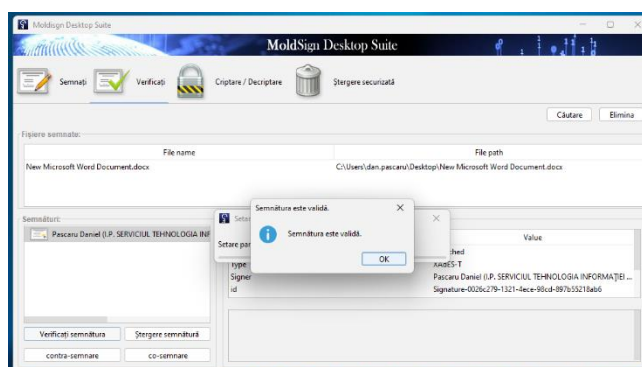 Moldsign Desktop Suite
MoldSign Desktop Suite
Semnați
Verificați
Criptare / Decriptare
Ștergere securizată
Căutare
Elimina
Fișiere semnate:
File name
File path
New Microsoft Word Document.docx
C:\Users\dan.pascaru\Desktop\New Microsoft Word Document.docx
Semnături:
Pascaru Daniel (I.P. SERVICIUL TEHNOLOGIA INF
Semnătura este validă.
Semnătura este validă.
OK
Setare par
Value
Type
XAdES-T
Signer
Pascaru Daniel (I.P. SERVICIUL TEHNOLOGIA INFORMAȚIEI ...
id
Signature-0026c279-1321-4ece-98cd-897b55218ab6
Verificați semnătura
Ștergere semnătură
contra-semnare
co-semnare